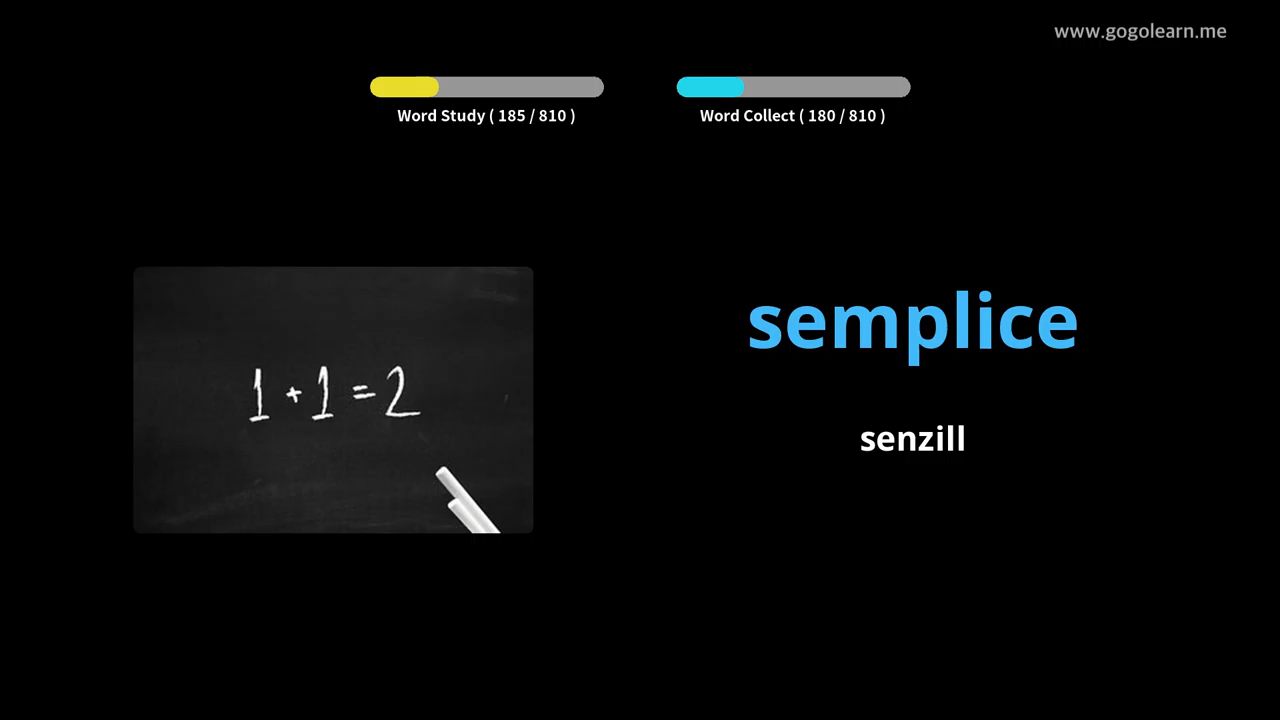 www.gogolearn.me
Word Study ( 185 / 810 )
Word Collect ( 180 / 810 )
1 + 1 = 2
semplice
senzill